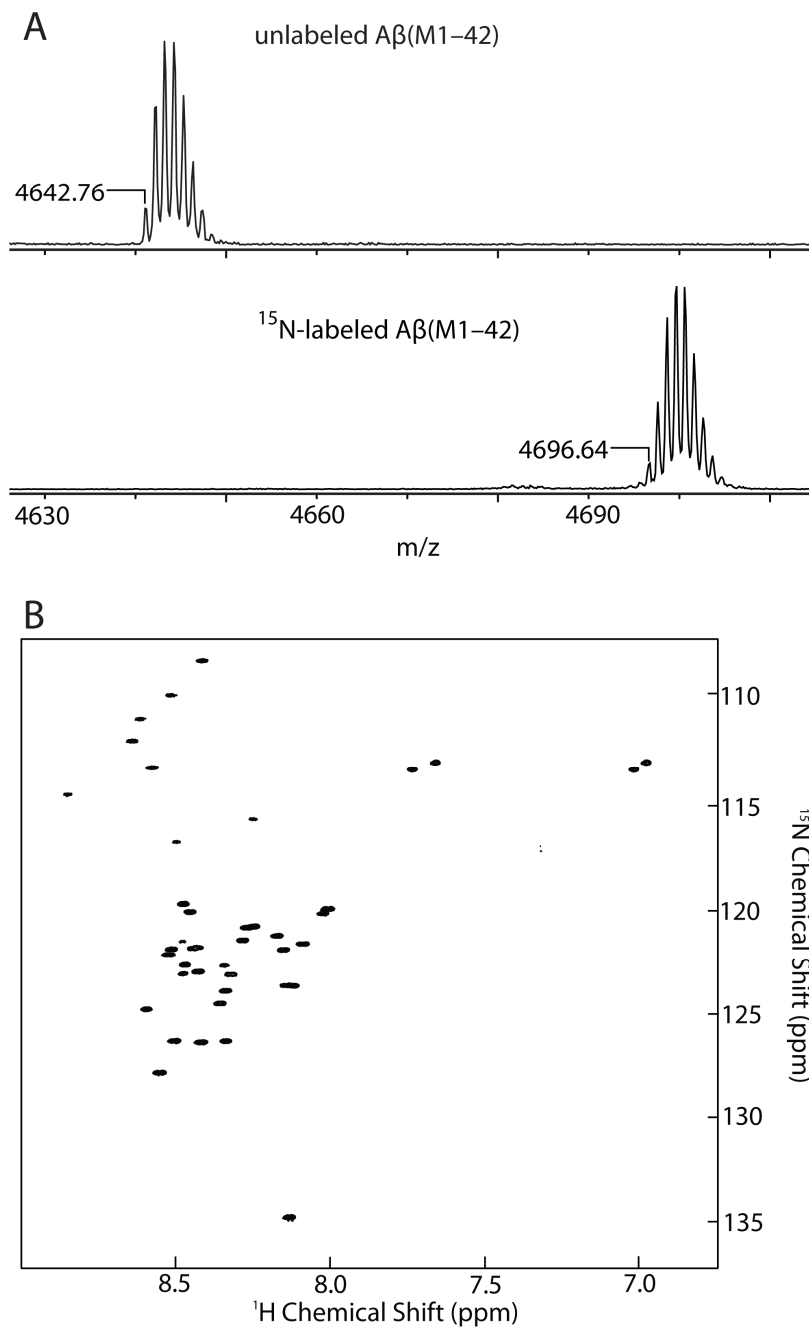 A
unlabeled Aβ(M1–42)
4642.76
¹⁵N-labeled Aβ(M1–42)
4696.64
4630 4660 4690
m/z
B
110
115
120
125
130
135
¹⁵N Chemical Shift (ppm)
8.5 8.0 7.5 7.0
¹H Chemical Shift (ppm)